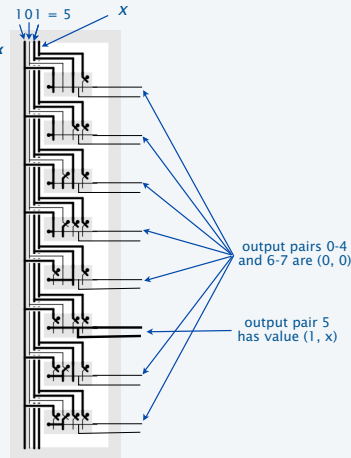 101 = 5
x
x
output pairs 0-4
and 6-7 are (0, 0)
output pair 5
has value (1, x)